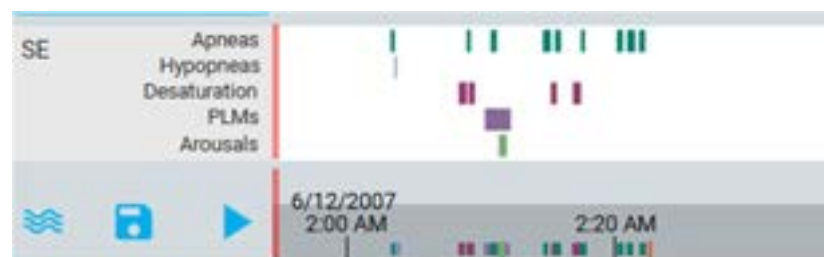 SE
Apneas
Hypopneas
Desaturation
PLMs
Arousals
6/12/2007
2:00 AM 2:20 AM